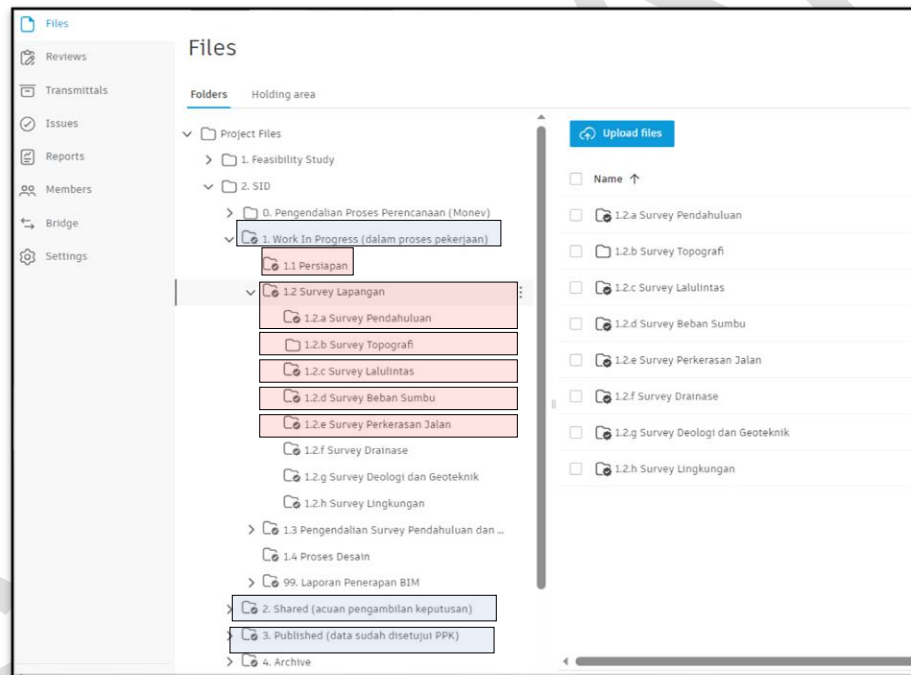 Files
Reviews
Transmittals
Issues
Reports
Members
Bridge
Settings
Files
Folders
Holding area
Project Files
1. Feasibility Study
2. SID
0. Pengendalian Proses Perencanaan (Monev)
1. Work In Progress (dalam proses pekerjaan)
1.1 Persiapan
1.2 Survey Lapangan
1.2.a Survey Pendahuluan
1.2.b Survey Topografi
1.2.c Survey Lalulintas
1.2.d Survey Beban Sumbu
1.2.e Survey Perkerasan Jalan
1.2.f Survey Drainase
1.2.g Survey Deologi dan Geoteknik
1.2.h Survey Lingkungan
1.3 Pengendalian Survey Pendahuluan dan ...
1.4 Proses Desain
99. Laporan Penerapan BIM
2. Shared (acuan pengambilan keputusan)
3. Published (data sudah disetujui PPK)
4. Archive
Upload files
Name
1.2.a Survey Pendahuluan
1.2.b Survey Topografi
1.2.c Survey Lalulintas
1.2.d Survey Beban Sumbu
1.2.e Survey Perkerasan Jalan
1.2.f Survey Drainase
1.2.g Survey Deologi dan Geoteknik
1.2.h Survey Lingkungan